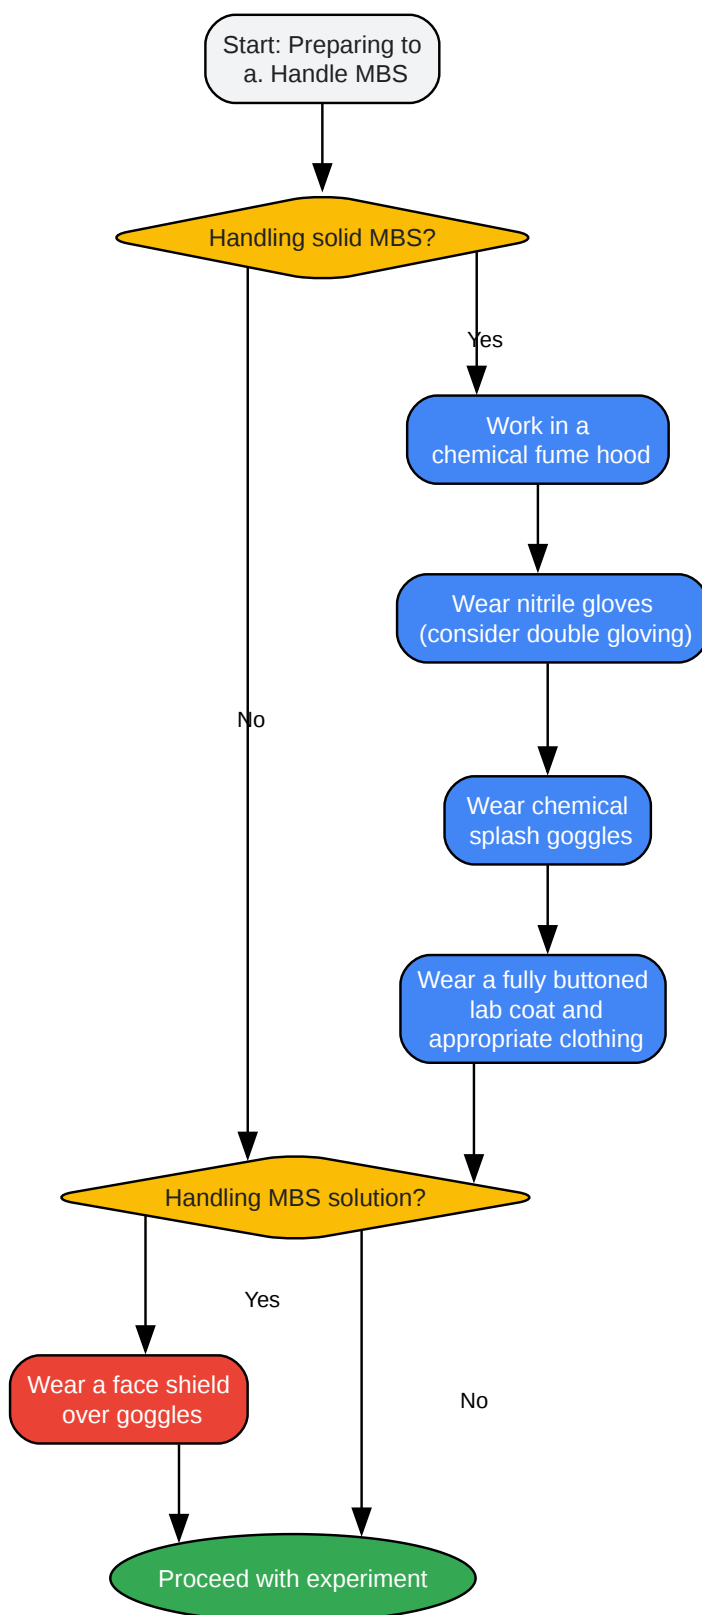 Start: Preparing to
a. Handle MBS
Handling solid MBS?
Yes
Work in a
chemical fume hood
Wear nitrile gloves
(consider double gloving)
No
Wear chemical
splash goggles
Wear a fully buttoned
lab coat and
appropriate clothing
Handling MBS solution?
Yes
Wear a face shield
over goggles
No
Proceed with experiment